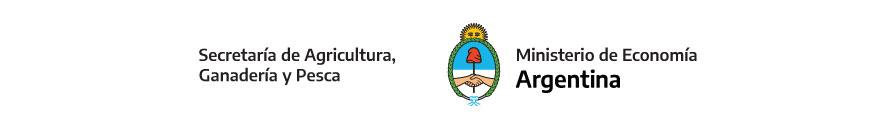 Secretaría de Agricultura,
Ganadería y Pesca
Ministerio de Economía
Argentina